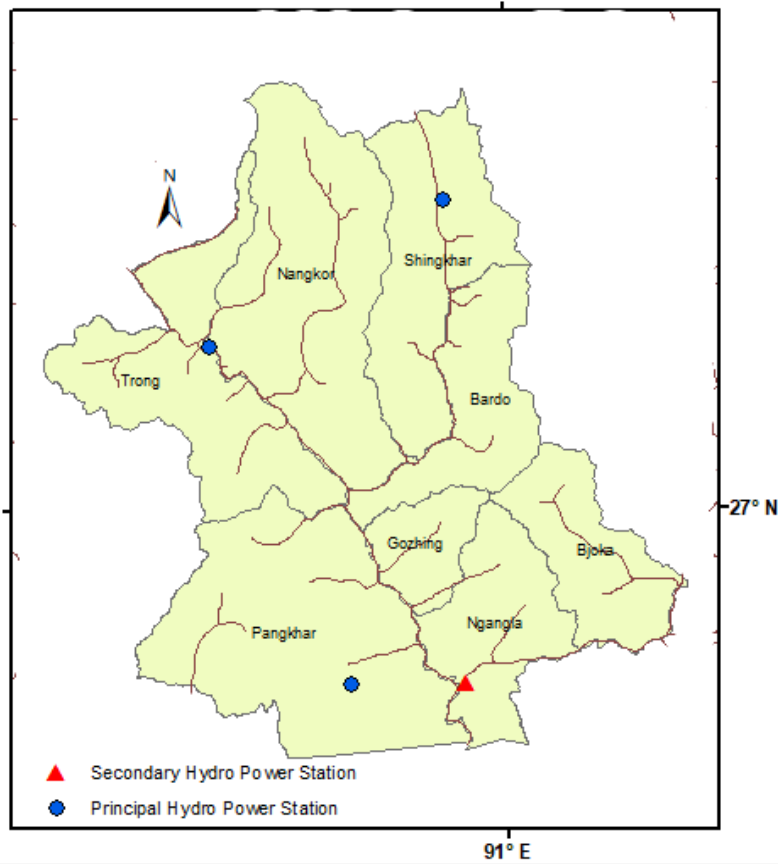 N
Shingkhar
Nangkor
Trong
Bardo
27° N
Gozhing
Bjoka
Ngangla
Pangkhar
Secondary Hydro Power Station
Principal Hydro Power Station
91° E